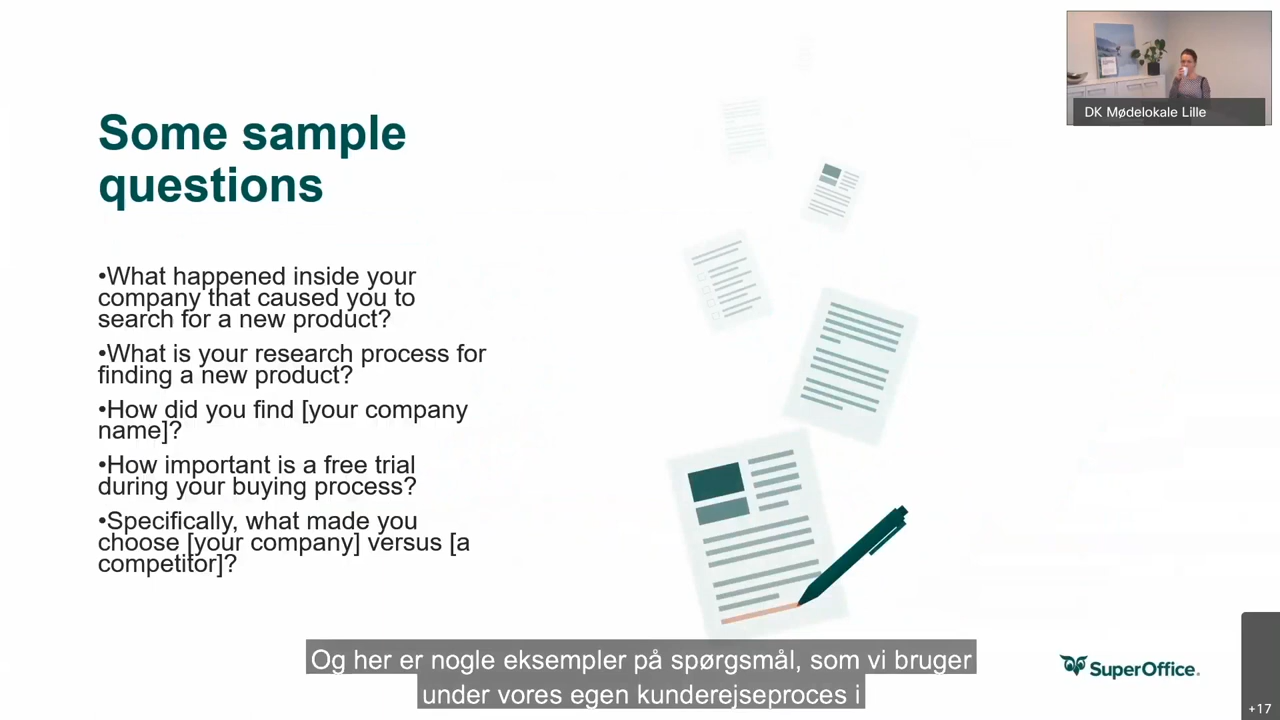 DK Mødelokale Lille
Some sample
questions
•What happened inside your
company that caused you to
search for a new product?
•What is your research process for
finding a new product?
•How did you find [your company
name]?
•How important is a free trial
during your buying process?
•Specifically, what made you
choose [your company] versus [a
competitor]?
Og her er nogle eksempler på spørgsmål, som vi bruger
under vores egen kunderejseproces i
SuperOffice.
+17